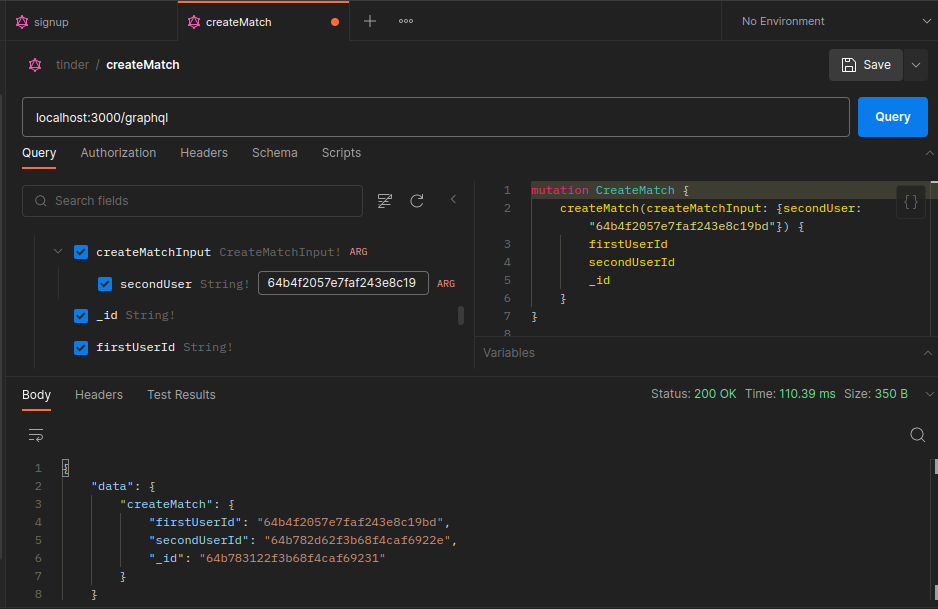 signup
createMatch
No Environment
tinder / createMatch
Save
localhost:3000/graphql
Query
Query Authorization Headers Schema Scripts
Search fields
createMatchInput CreateMatchInput! ARG
secondUser String! 64b4f2057e7faf243e8c19 ARG
_id String!
firstUserId String!
1 mutation CreateMatch {
2 createMatch(createMatchInput: {secondUser:
"64b4f2057e7faf243e8c19bd"}) {
3 firstUserId
4 secondUserId
5 _id
6 }
7 }
8
{}
Variables
Body Headers Test Results
Status: 200 OK Time: 110.39 ms Size: 350 B
1 {
2 "data": {
3 "createMatch": {
4 "firstUserId": "64b4f2057e7faf243e8c19bd",
5 "secondUserId": "64b782d62f3b68f4caf6922e",
6 "_id": "64b783122f3b68f4caf69231"
7 }
8 }